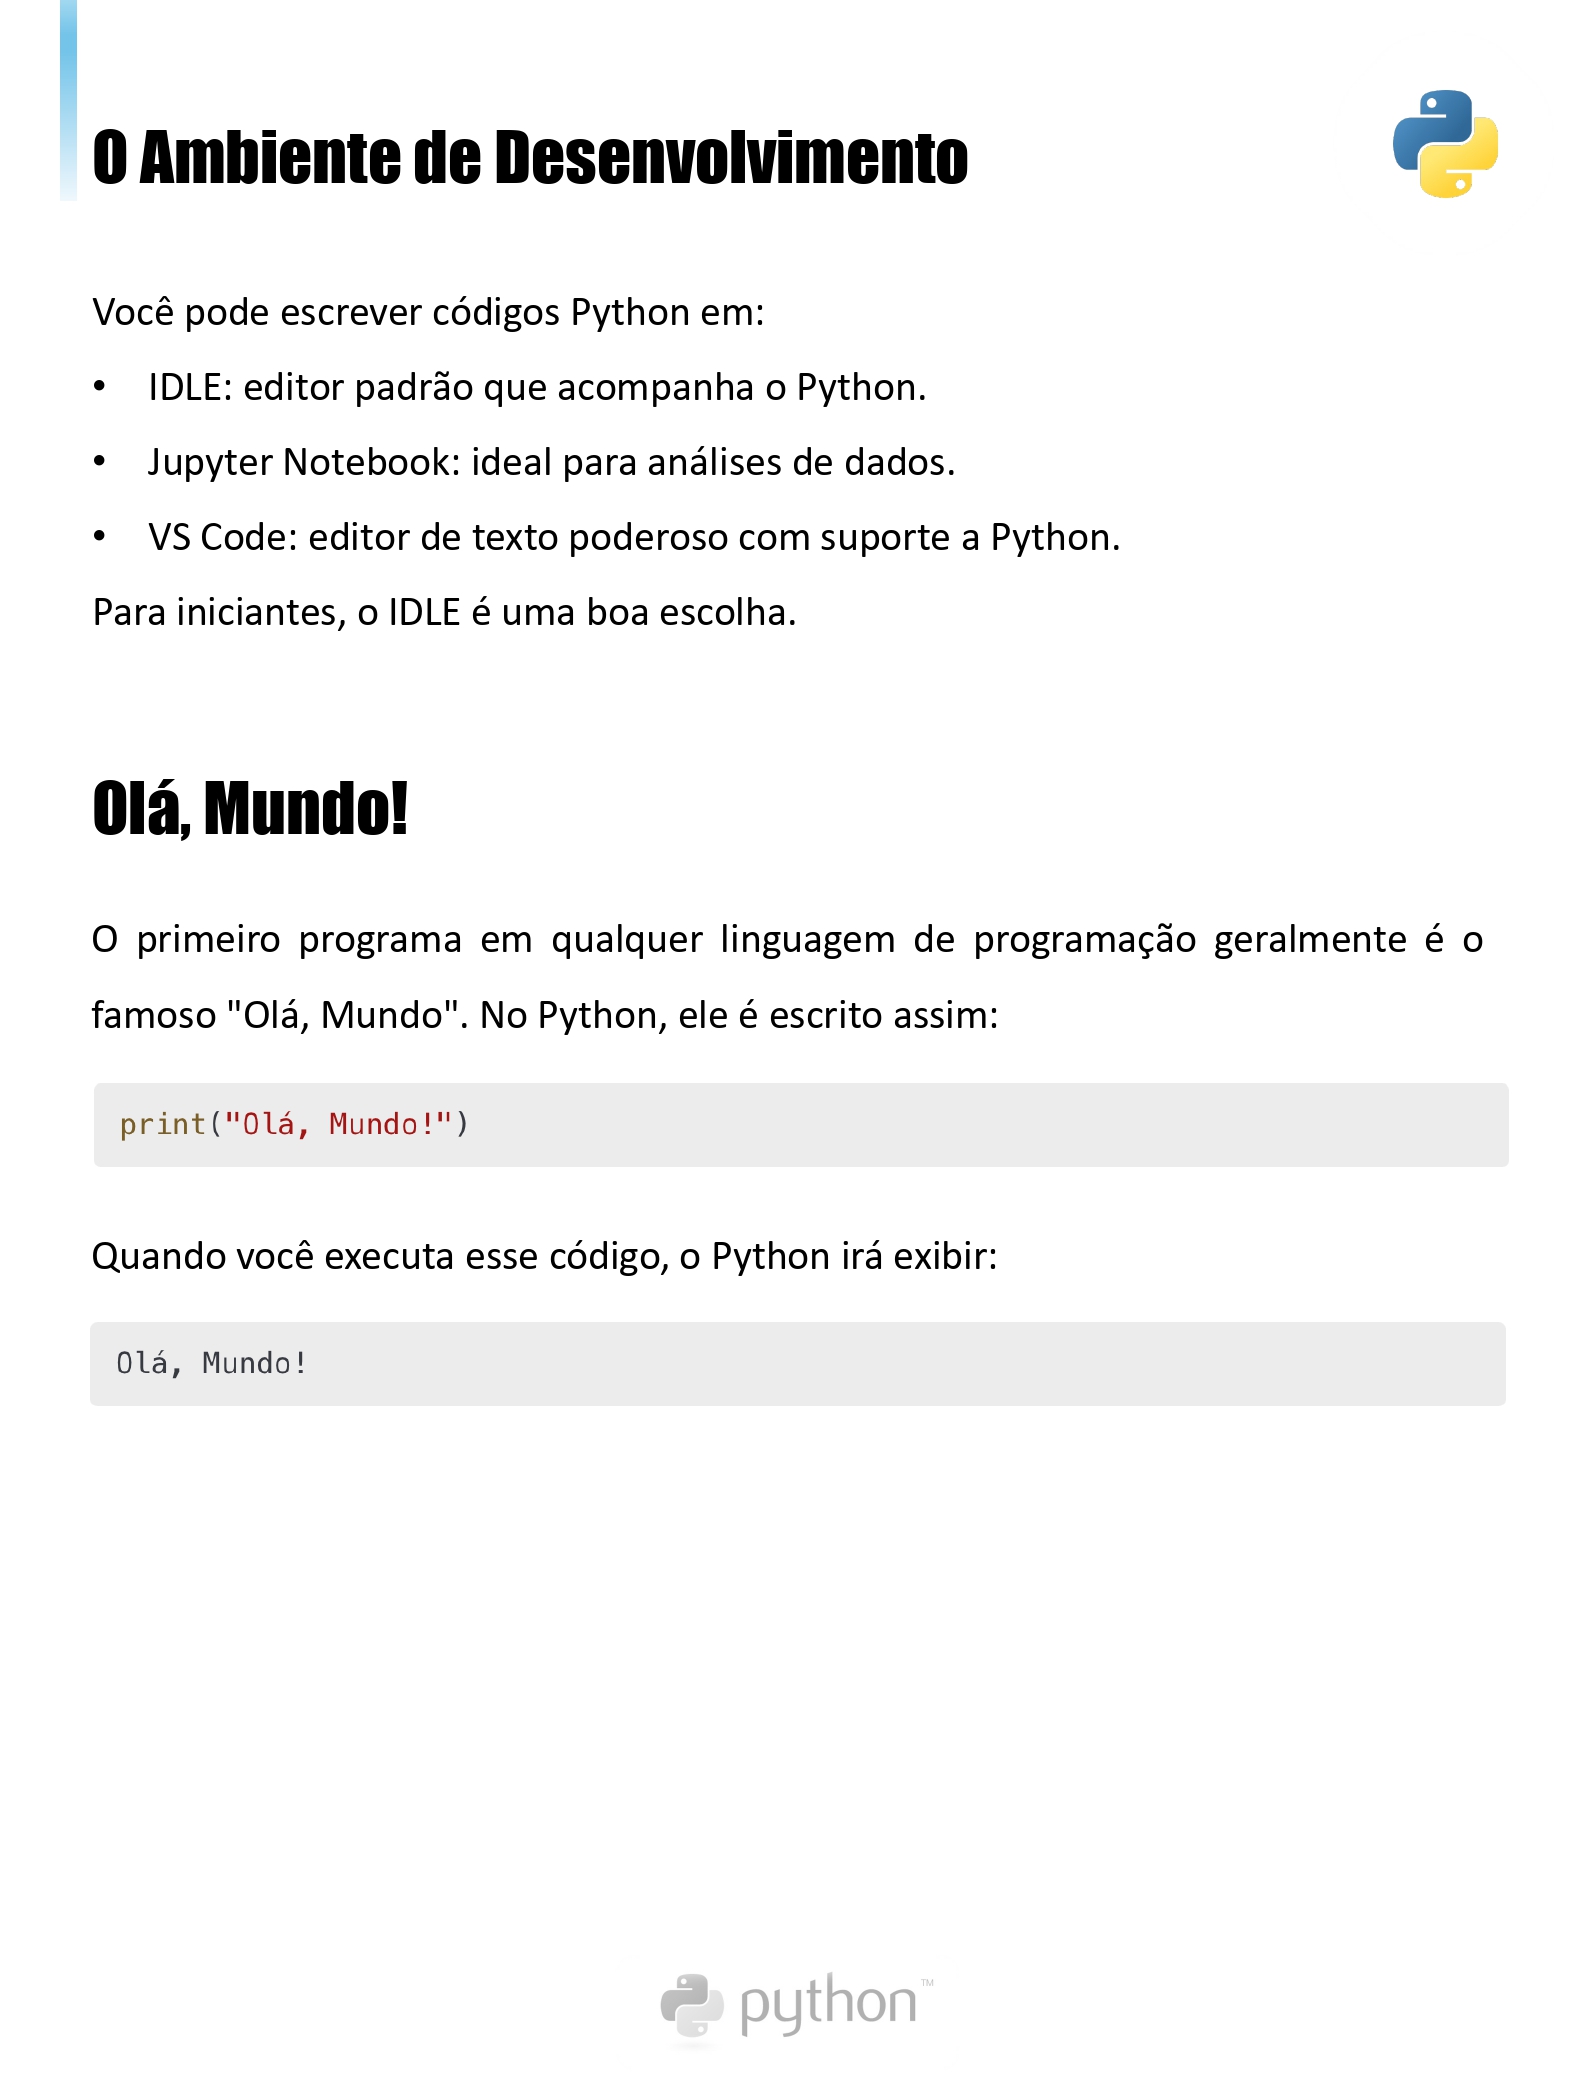 O Ambiente de Desenvolvimento
Você pode escrever códigos Python em:
• IDLE: editor padrão que acompanha o Python.
• Jupyter Notebook: ideal para análises de dados.
• VS Code: editor de texto poderoso com suporte a Python.
Para iniciantes, o IDLE é uma boa escolha.
Olá, Mundo!
O primeiro programa em qualquer linguagem de programação geralmente é o
famoso "Olá, Mundo". No Python, ele é escrito assim:
print("Olá, Mundo!")
Quando você executa esse código, o Python irá exibir:
Olá, Mundo!
python™